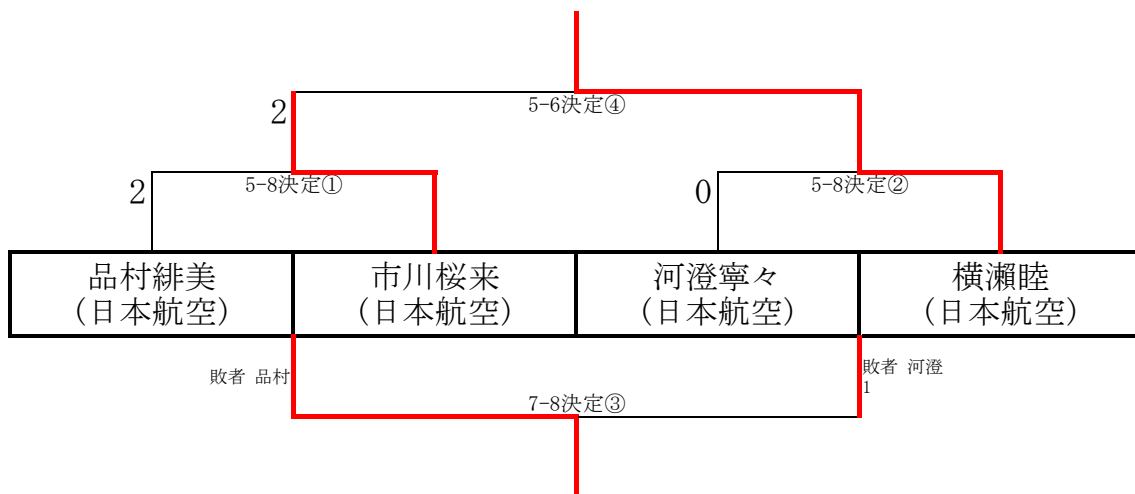 5-6決定④
2
2
5-8決定①
0
5-8決定②
品村緋美
(日本航空)
市川桜来
(日本航空)
河澄寧々
(日本航空)
横瀬睦
(日本航空)
敗者 品村
敗者 河澄
1
7-8決定③